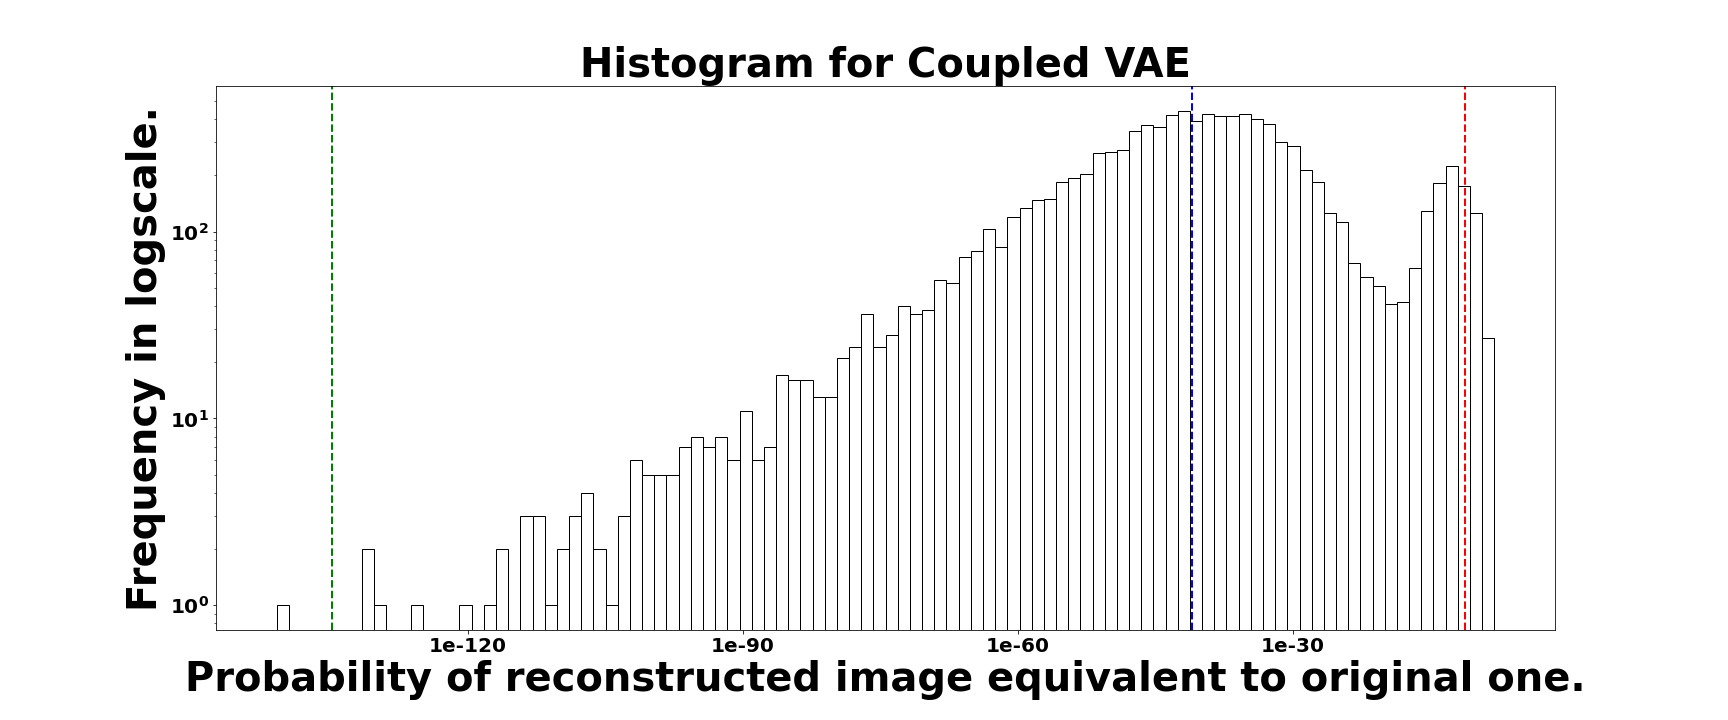 Histogram for Coupled VAE
Frequency in logscale.
10²
10¹
10⁰
1e-120 1e-90 1e-60 1e-30
Probability of reconstructed image equivalent to original one.